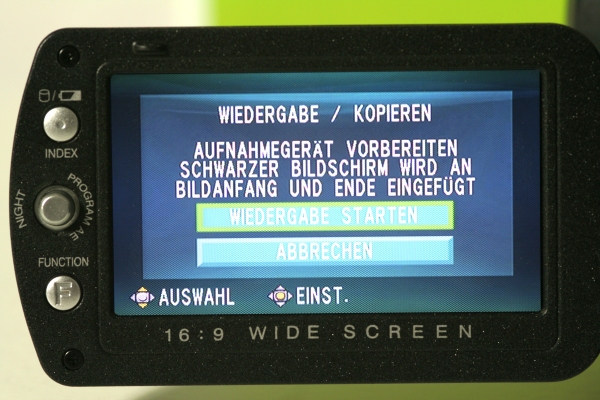 WIEDERGABE / KOPIEREN
AUFNAHMEGERÄT VORBEREITEN
SCHWARZER BILDSCHIRM WIRD AN
BILDANFANG UND ENDE EINGEFÜGT
WIEDERGABE STARTEN
ABBRECHEN
AUSWAHL EINST.
INDEX
NIGHT
PROGRAM AE
FUNCTION
F
16:9 WIDE SCREEN